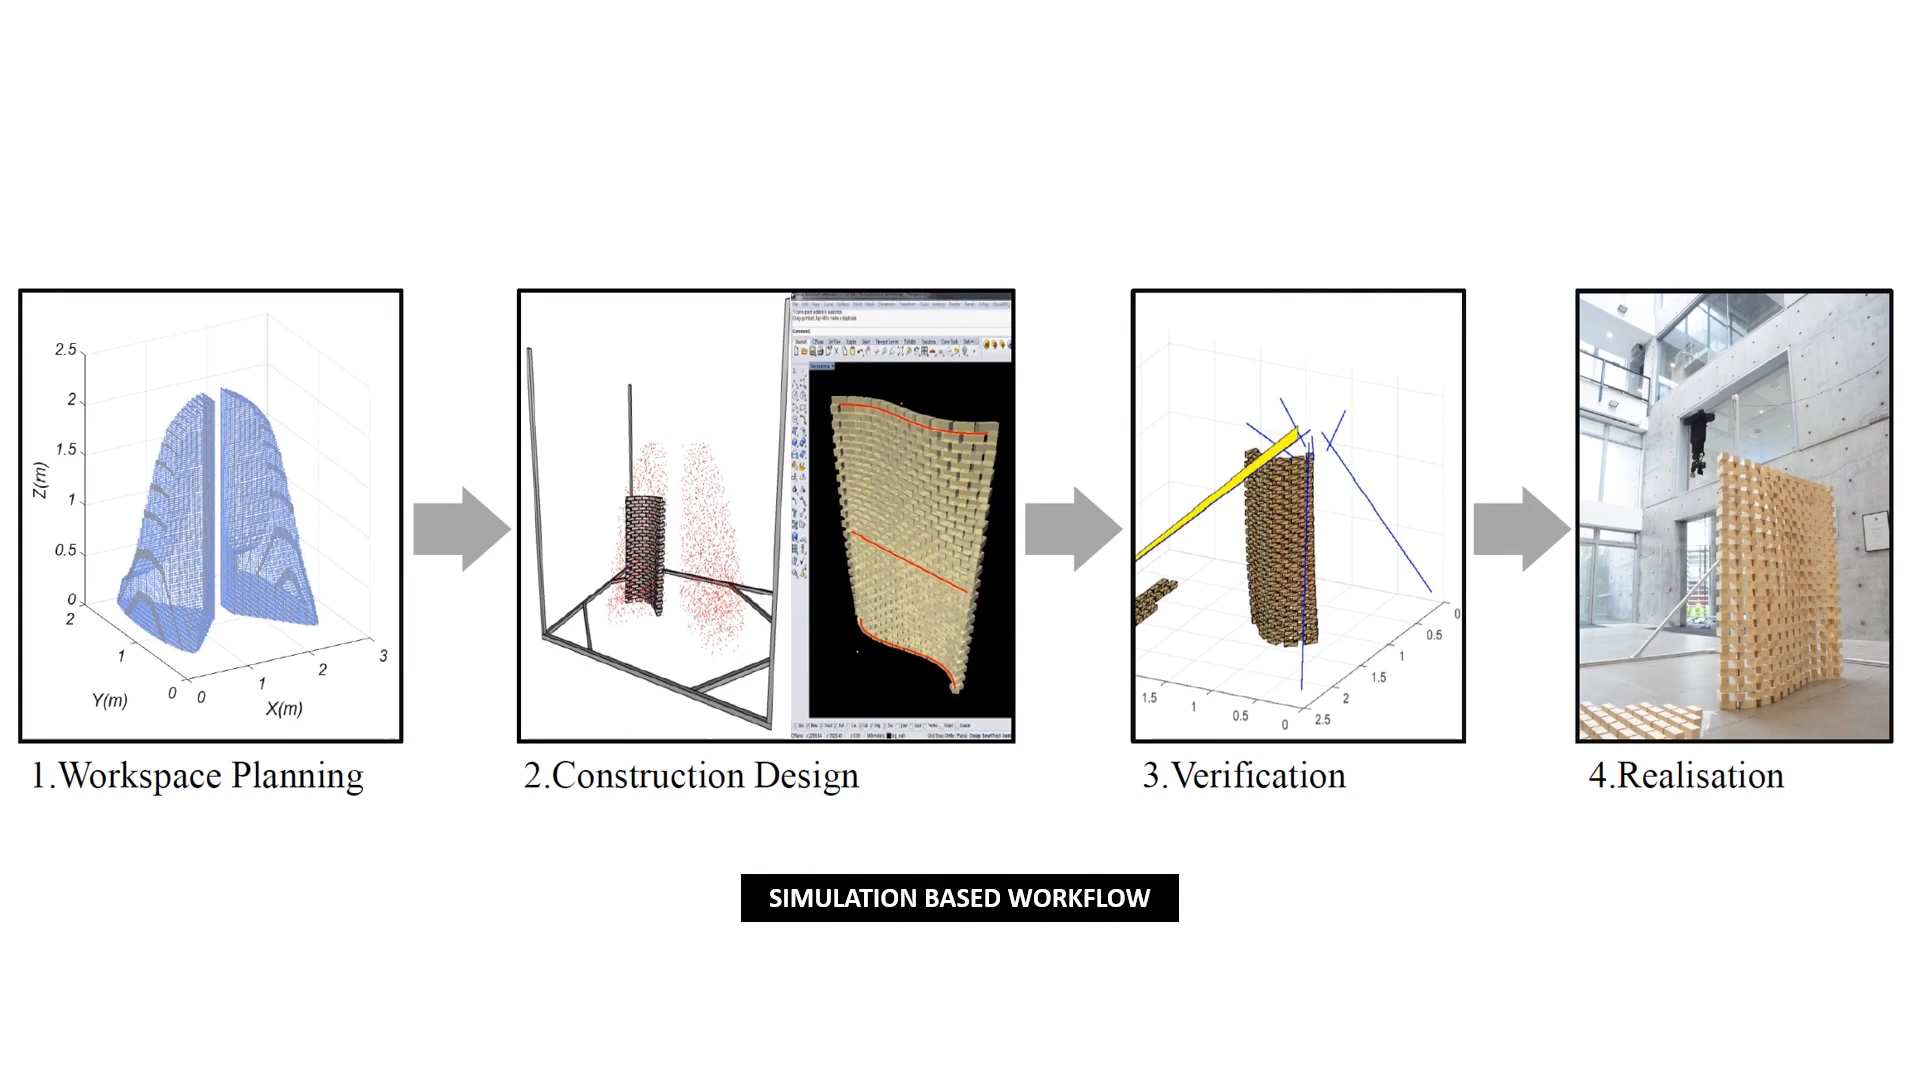 2.5
2
1.5
1
0.5
0
Z(m)
2
1
0
Y(m)
0
1
2
3
X(m)
1.5
1
0.5
0
2.5
2
1.5
1
0.5
0
1.Workspace Planning
2.Construction Design
3.Verification
4.Realisation
SIMULATION BASED WORKFLOW